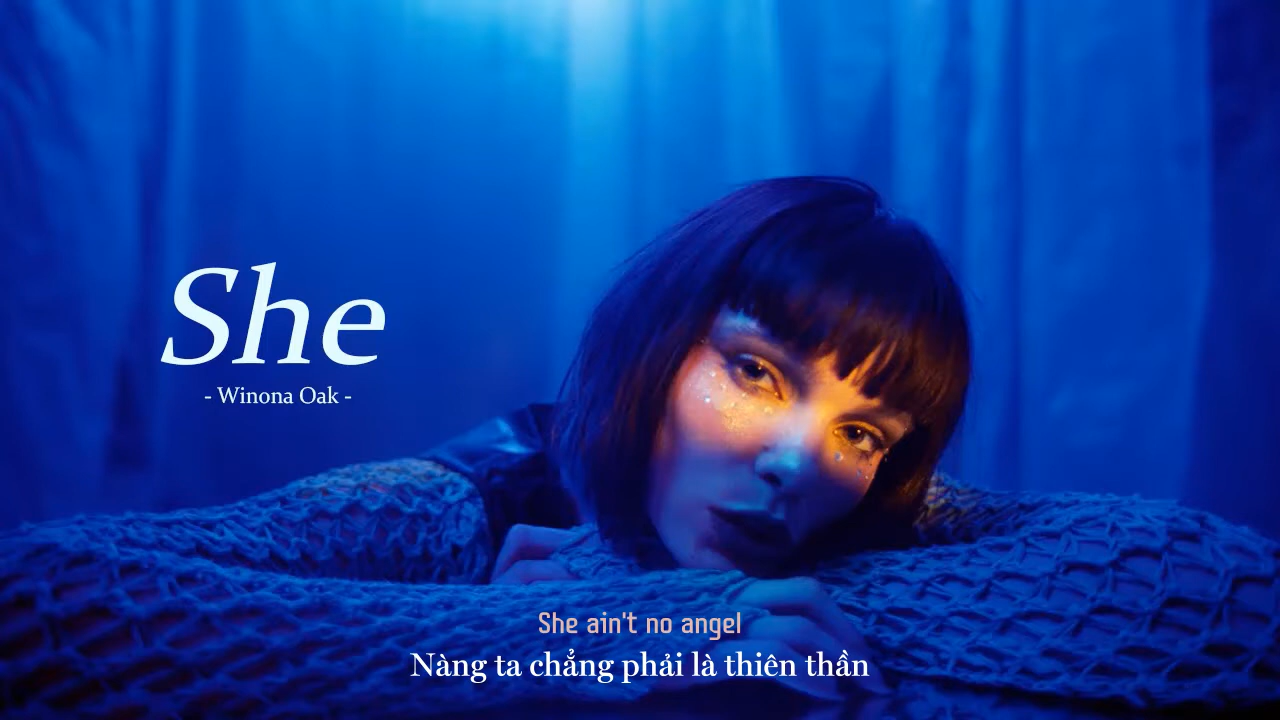 She
- Winona Oak -
She ain't no angel
Nàng ta chẳng phải là thiên thần